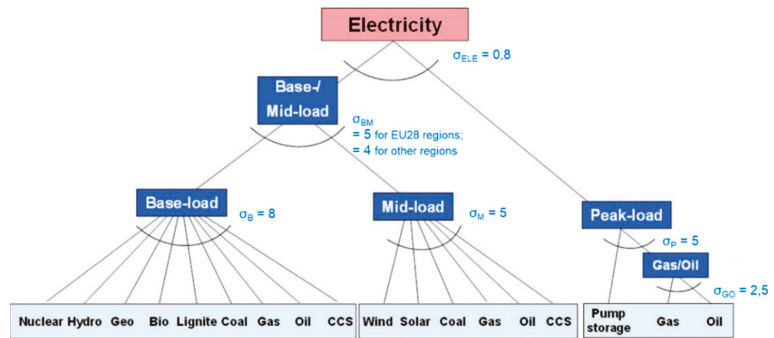 Electricity
σELE = 0,8
Base-/
Mid-load
σBM
= 5 for EU28 regions;
= 4 for other regions
Base-load
σB = 8
Mid-load
σM = 5
Peak-load
σP = 5
Gas/Oil
σGO = 2,5
Nuclear Hydro Geo Bio Lignite Coal Gas Oil CCS
Wind Solar Coal Gas Oil CCS
Pump
storage Gas Oil